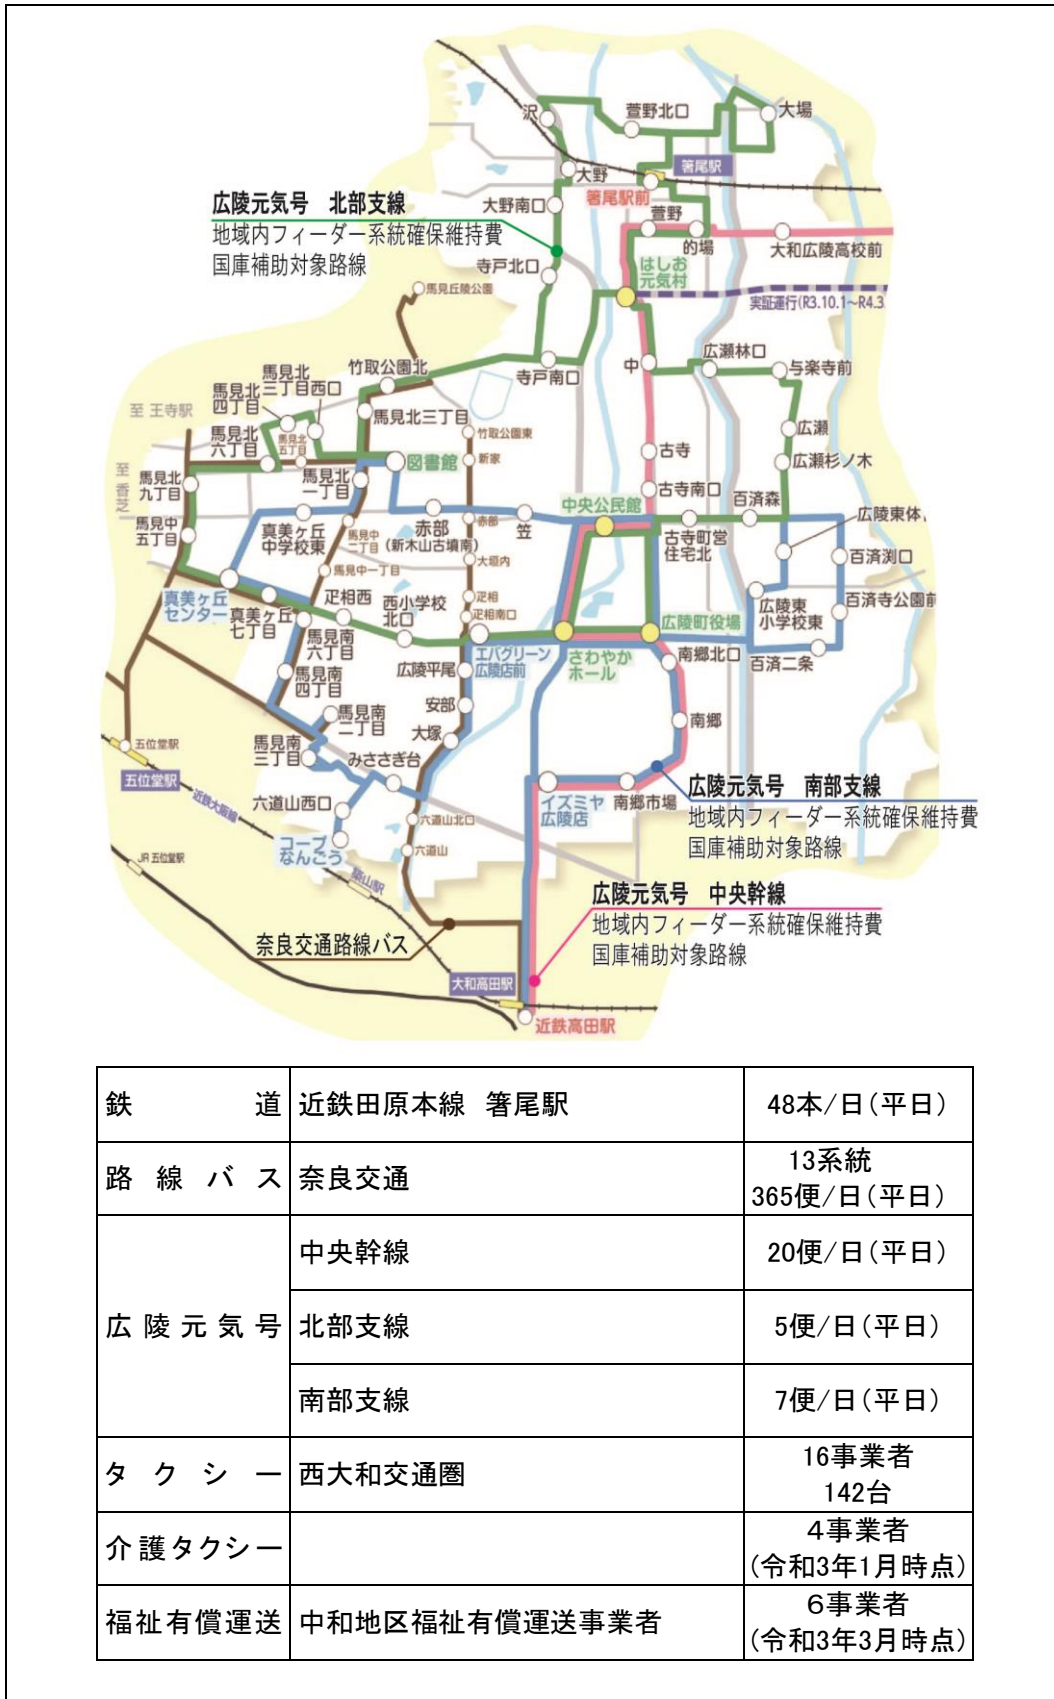 沢
萱野北口
大場
箸尾駅
大野
箸尾駅前
広陵元気号 北部支線
地域内フィーダー系統確保維持費
国庫補助対象路線
大野南口
萱野
的場
大和広陵高校前
寺戸北口
はしお
元気村
馬見丘陵公園
実証運行(R3.10.1~R4.3
竹取公園北
寺戸南口
中
広瀬林口
与楽寺前
馬見北
三丁目西口
馬見北
四丁目
至 王寺駅
馬見北三丁目
竹取公園東
馬見北
六丁目
馬見北
五丁目
図書館
新家
古寺
広瀬
広瀬杉ノ木
至 香芝
馬見北
九丁目
馬見北
一丁目
中央公民館
古寺南口
百済森
馬見中
五丁目
真美ヶ丘
中学校東
馬見中
二丁目
赤部
(新木山古墳南)
赤部
笠
古寺町営
住宅北
広陵東体
馬見中一丁目
大垣内
百済渕口
真美ヶ丘
センター
真美ヶ丘
七丁目
疋相西
西小学校
北口
疋相
疋相南口
広陵町役場
広陵東
小学校東
百済寺公園前
馬見南
六丁目
エバグリーン
広陵店前
さわやか
ホール
南郷北口
百済二条
馬見南
四丁目
広陵平尾
安部
馬見南
二丁目
大塚
南郷
馬見南
三丁目
みささぎ台
五位堂駅
五位堂駅
近鉄大阪線
六道山西口
六道山北口
イズミヤ
広陵店
南郷市場
広陵元気号 南部支線
地域内フィーダー系統確保維持費
国庫補助対象路線
コープ
なんごう
六道山
JR 五位堂駅
築山駅
広陵元気号 中央幹線
地域内フィーダー系統確保維持費
国庫補助対象路線
奈良交通路線バス
大和高田駅
近鉄高田駅
鉄道 近鉄田原本線 箸尾駅 48本/日(平日)
路線バス 奈良交通 13系統
365便/日(平日)
中央幹線 20便/日(平日)
広陵元気号 北部支線 5便/日(平日)
南部支線 7便/日(平日)
タクシー 西大和交通圏 16事業者
142台
介護タクシー 4事業者
(令和3年1月時点)
福祉有償運送 中和地区福祉有償運送事業者 6事業者
(令和3年3月時点)